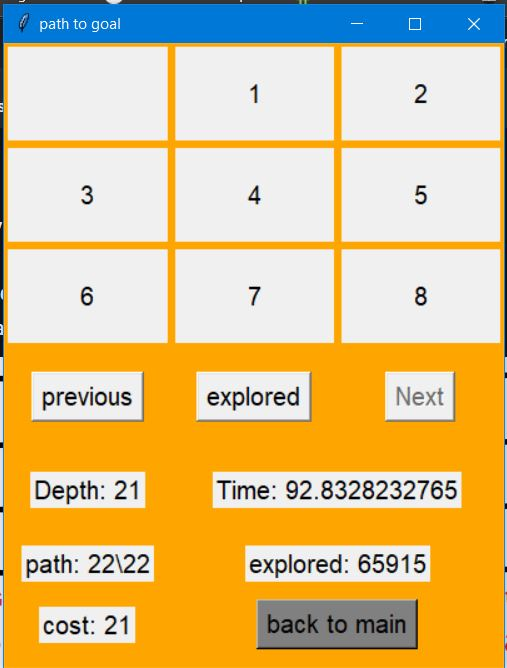 path to goal
1 2
3 4 5
6 7 8
previous explored Next
Depth: 21 Time: 92.8328232765
path: 22\22 explored: 65915
cost: 21 back to main